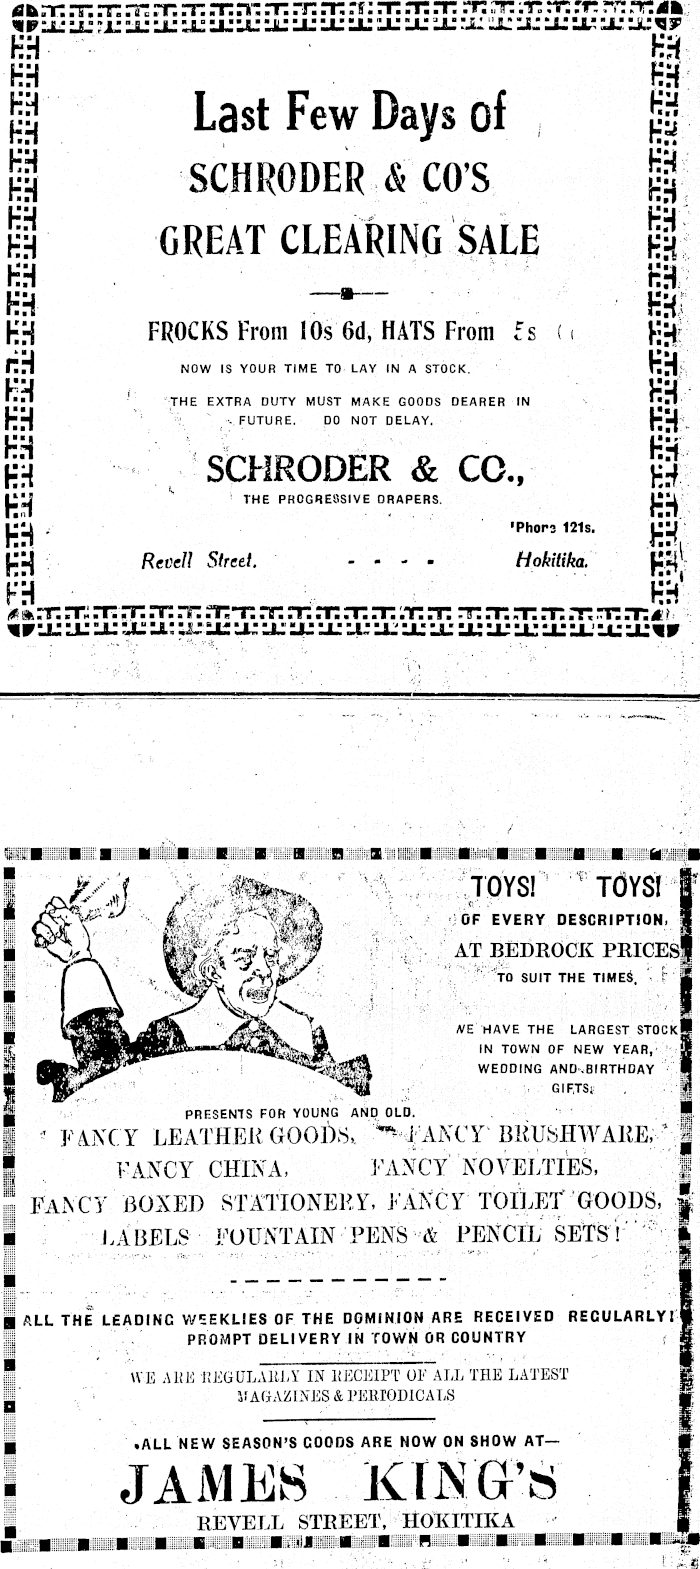 Last Few Days of
SCHRODER & CO'S
GREAT CLEARING SALE
FROCKS From 10s 6d, HATS From 5s
NOW IS YOUR TIME TO LAY IN A STOCK.
THE EXTRA DUTY MUST MAKE GOODS DEARER IN
FUTURE. DO NOT DELAY.
SCHRODER & CO.,
THE PROGRESSIVE DRAPERS.
'Phone 121s.
Revell Street. - - - - Hokitika.
TOYS! TOYS!
OF EVERY DESCRIPTION,
AT BEDROCK PRICES
TO SUIT THE TIMES.
WE HAVE THE LARGEST STOCK
IN TOWN OF NEW YEAR,
WEDDING AND BIRTHDAY
GIFTS.
PRESENTS FOR YOUNG AND OLD.
FANCY LEATHER GOODS, FANCY BRUSHWARE,
FANCY CHINA, FANCY NOVELTIES,
FANCY BOXED STATIONERY, FANCY TOILET GOODS,
LABELS FOUNTAIN PENS & PENCIL SETS!
ALL THE LEADING WEEKLIES OF THE DOMINION ARE RECEIVED REGULARLY!
PROMPT DELIVERY IN TOWN OR COUNTRY
WE ARE REGULARLY IN RECEIPT OF ALL THE LATEST
MAGAZINES & PERIODICALS
ALL NEW SEASON'S GOODS ARE NOW ON SHOW AT—
JAMES KING'S
REVELL STREET, HOKITIKA